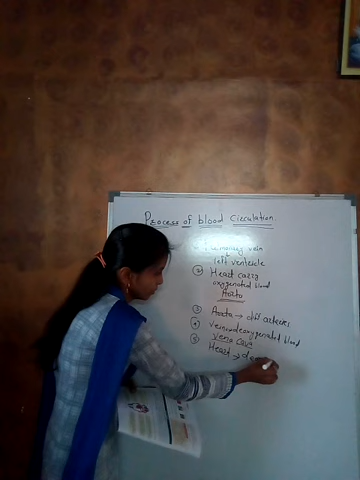 Process of blood Circulation
Pulmonary vein
left ventricle
② Heart carry
oxygenated blood
Aorta
③ Aorta → diff arteries
④ veins deoxygenated blood
⑤ Vena cava
Heart → deo